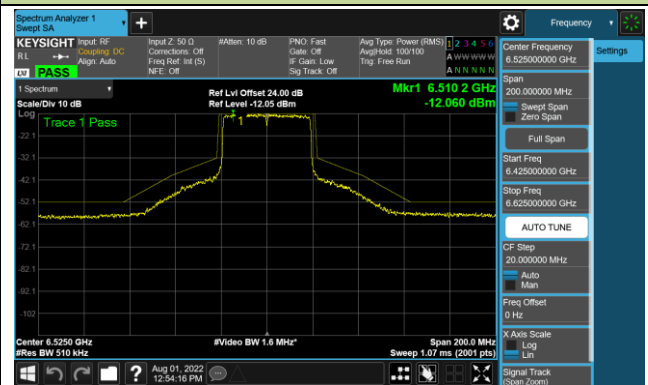 Spectrum Analyzer 1
Swept SA
Frequency
KEYSIGHT
RL
Input: RF
Coupling: DC
Align: Auto
Input Z: 50 Ω
Corrections: Off
Freq Ref: Int (S)
NFE: Off
#Atten: 10 dB
PNO: Fast
Gate: Off
IF Gain: Low
Sig Track: Off
Avg Type: Power (RMS)
Avg|Hold: 100/100
Trig: Free Run
1 2 3 4 5 6
A W W W W W
A N N N N N
LXI PASS
Settings
1 Spectrum
Scale/Div 10 dB
Ref Lvl Offset 24.00 dB
Ref Level -12.05 dBm
Mkr1 6.510 2 GHz
-12.060 dBm
Log
Trace 1 Pass
1
-22.1
-32.1
-42.1
-52.1
-62.1
-72.1
-82.1
-92.1
-102
Center 6.5250 GHz
#Res BW 510 kHz
#Video BW 1.6 MHz*
Span 200.0 MHz
Sweep 1.07 ms (2001 pts)
Center Frequency
6.525000000 GHz
Span
200.000000 MHz
Swept Span
Zero Span
Full Span
Start Freq
6.425000000 GHz
Stop Freq
6.625000000 GHz
AUTO TUNE
CF Step
20.000000 MHz
Auto
Man
Freq Offset
0 Hz
X Axis Scale
Log
Lin
Signal Track
(Span Zoom)
?
Aug 01, 2022
12:54:16 PM